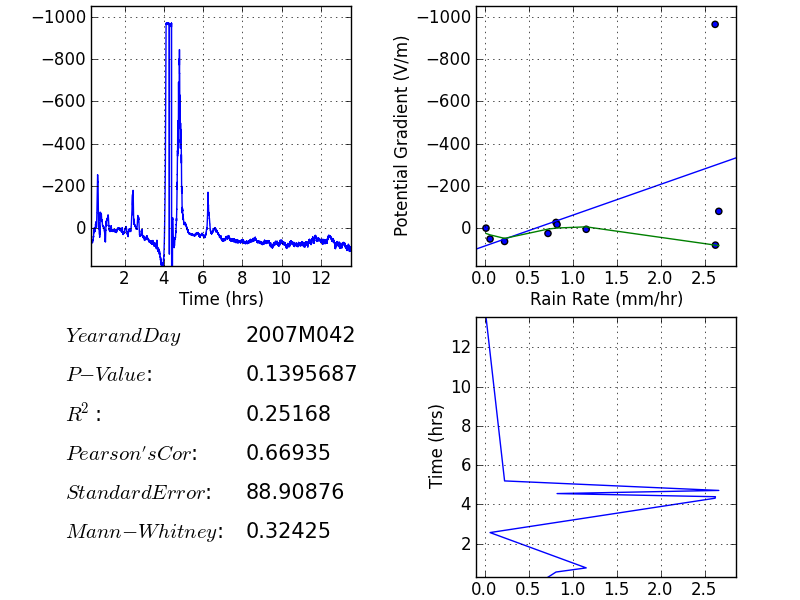 −1000
−800
−600
−400
−200
0
2 4 6 8 10 12
Time (hrs)
Potential Gradient (V/m)
−1000
−800
−600
−400
−200
0
0.0 0.5 1.0 1.5 2.0 2.5
Rain Rate (mm/hr)
YearandDay 2007M042
P−Value: 0.1395687
R²: 0.25168
Pearson'sCor: 0.66935
StandardError: 88.90876
Mann−Whitney: 0.32425
Time (hrs)
12
10
8
6
4
2
0.0 0.5 1.0 1.5 2.0 2.5